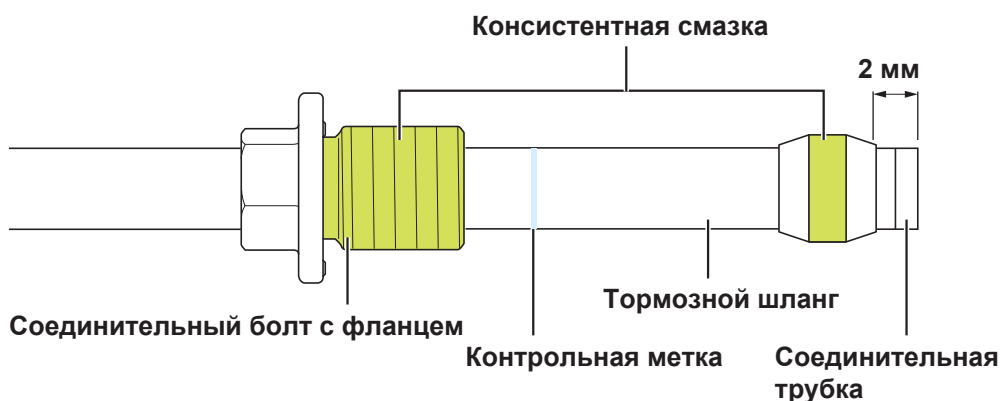 Консистентная смазка
2 мм
Соединительный болт с фланцем
Тормозной шланг
Контрольная метка
Соединительная
трубка